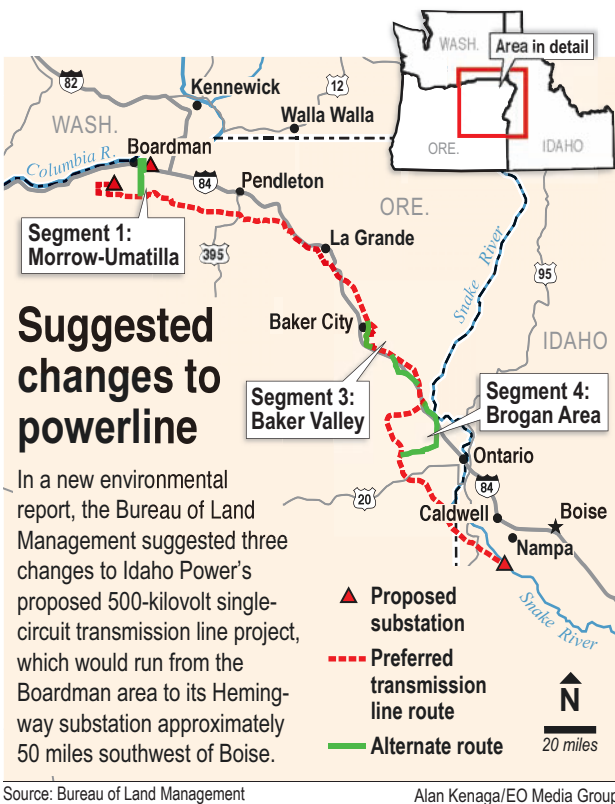 WASH.
Area in detail
ORE.
IDAHO
82
Kennewick
12
Walla Walla
WASH.
Boardman
Columbia R.
84
Pendleton
ORE.
Segment 1:
Morrow-Umatilla
395
La Grande
Snake River
95
Baker City
IDAHO
Suggested
changes to
powerline
Segment 3:
Baker Valley
Segment 4:
Brogan Area
Ontario
84
20
Caldwell
Boise
Nampa
Snake River
In a new environmental
report, the Bureau of Land
Management suggested three
changes to Idaho Power’s
proposed 500-kilovolt single-
circuit transmission line project,
which would run from the
Boardman area to its Heming-
way substation approximately
50 miles southwest of Boise.
Proposed
substation
Preferred
transmission
line route
Alternate route
N
20 miles
Source: Bureau of Land Management
Alan Kenaga/EO Media Group